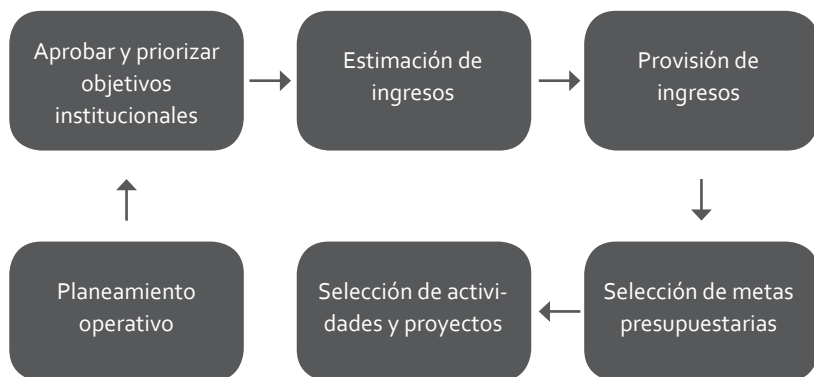 Aprobar y priorizar
objetivos
institucionales
Estimación de
ingresos
Provisión de
ingresos
Planeamiento
operativo
Selección de activi-
dades y proyectos
Selección de metas
presupuestarias